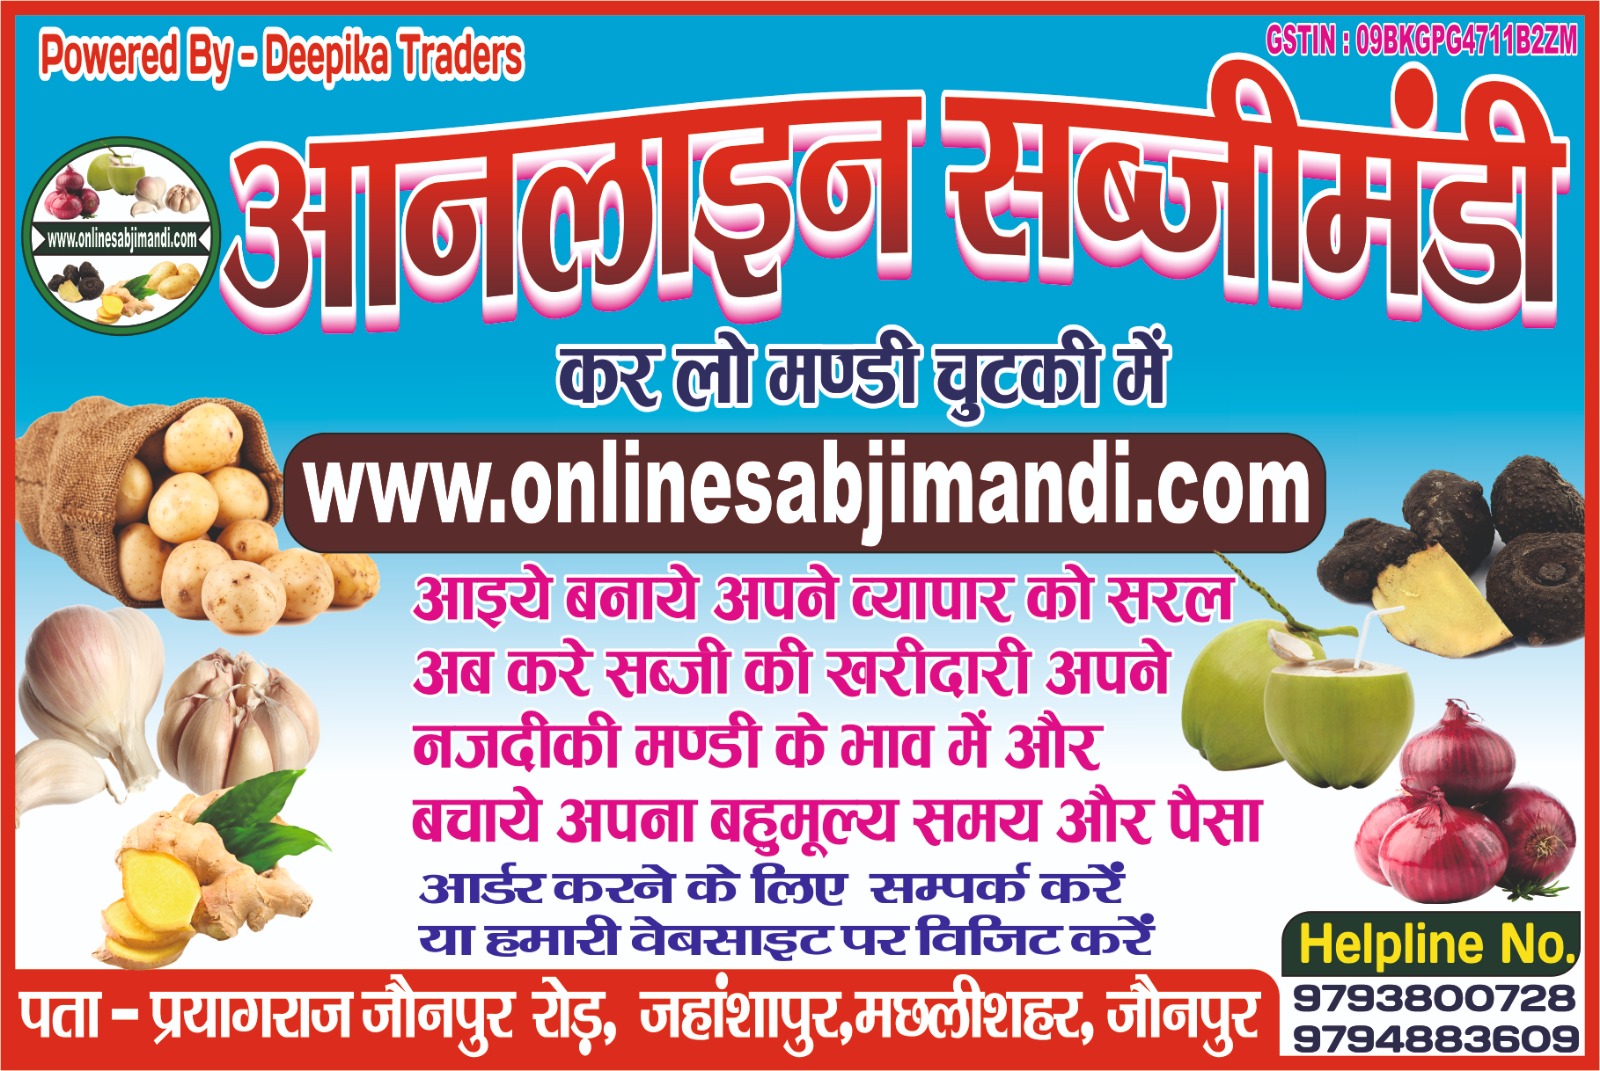 Powered By - Deepika Traders
GSTIN : 09BKGPG4711B2ZM
आनलाइन सब्जीमंडी
www.onlinesabjimandi.com
कर लो मण्डी चुटकी में
www.onlinesabjimandi.com
आइये बनाये अपने व्यापार को सरल
अब करे सब्जी की खरीदारी अपने
नजदीकी मण्डी के भाव में और
बचाये अपना बहुमूल्य समय और पैसा
आर्डर करने के लिए सम्पर्क करें
या हमारी वेबसाइट पर विजिट करें
Helpline No.
9793800728
9794883609
पता - प्रयागराज जौनपुर रोड़, जहांशापुर,मछलीशहर, जौनपुर